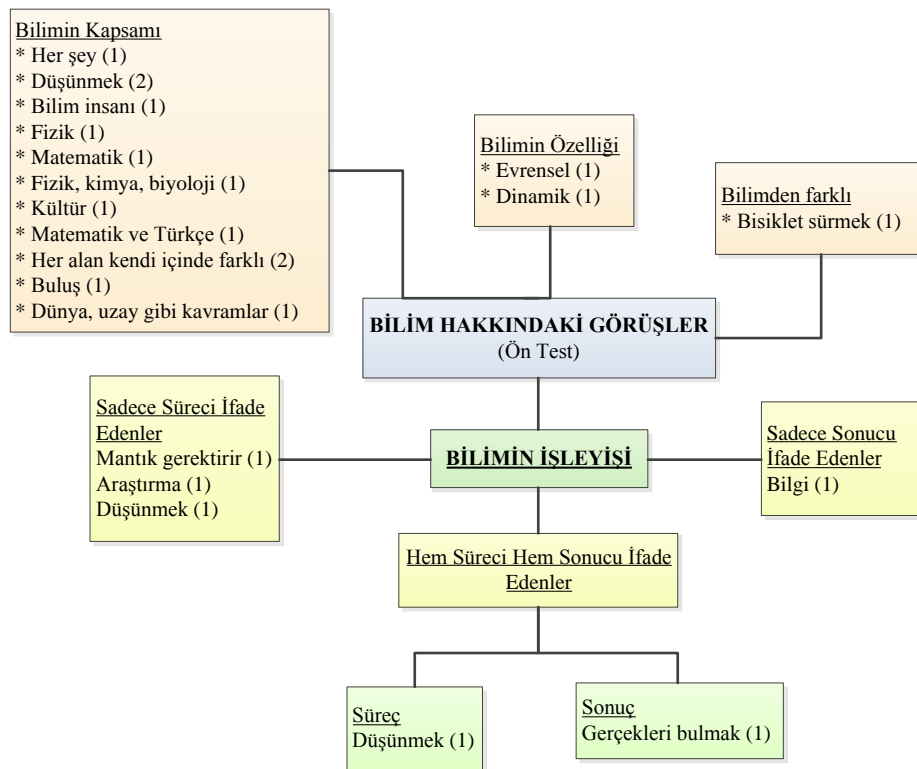 Bilimin Kapsamı
* Her şey (1)
* Düşünmek (2)
* Bilim insanı (1)
* Fizik (1)
* Matematik (1)
* Fizik, kimya, biyoloji (1)
* Kültür (1)
* Matematik ve Türkçe (1)
* Her alan kendi içinde farklı (2)
* Buluş (1)
* Dünya, uzay gibi kavramlar (1)
Bilimin Özelliği
* Evrensel (1)
* Dinamik (1)
Bilimden farklı
* Bisiklet sürmek (1)
BİLİM HAKKINDAKİ GÖRÜŞLER
(Ön Test)
Sadece Süreci İfade
Edenler
Mantık gerektirir (1)
Araştırma (1)
Düşünmek (1)
BİLİMİN İŞLEYİŞİ
Sadece Sonucu
İfade Edenler
Bilgi (1)
Hem Süreci Hem Sonucu İfade
Edenler
Süreç
Düşünmek (1)
Sonuç
Gerçekleri bulmak (1)